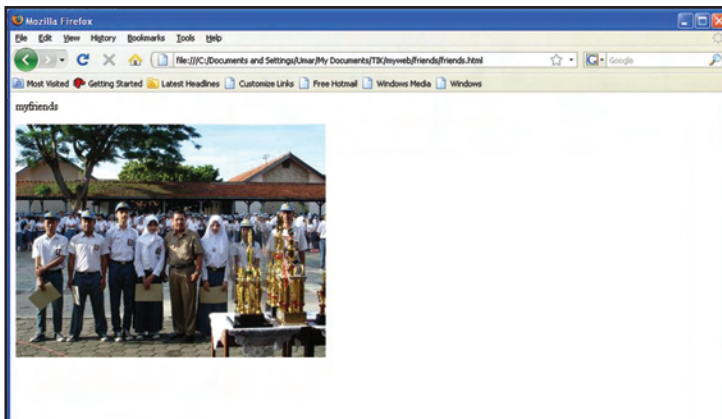 Mozilla Firefox
File Edit View History Bookmarks Tools Help
file:///C:/Documents and Settings/Umar/My Documents/TIK/myweb/friends/friends.html
G Google
Most Visited Getting Started Latest Headlines Customize Links Free Hotmail Windows Media Windows
myfriends